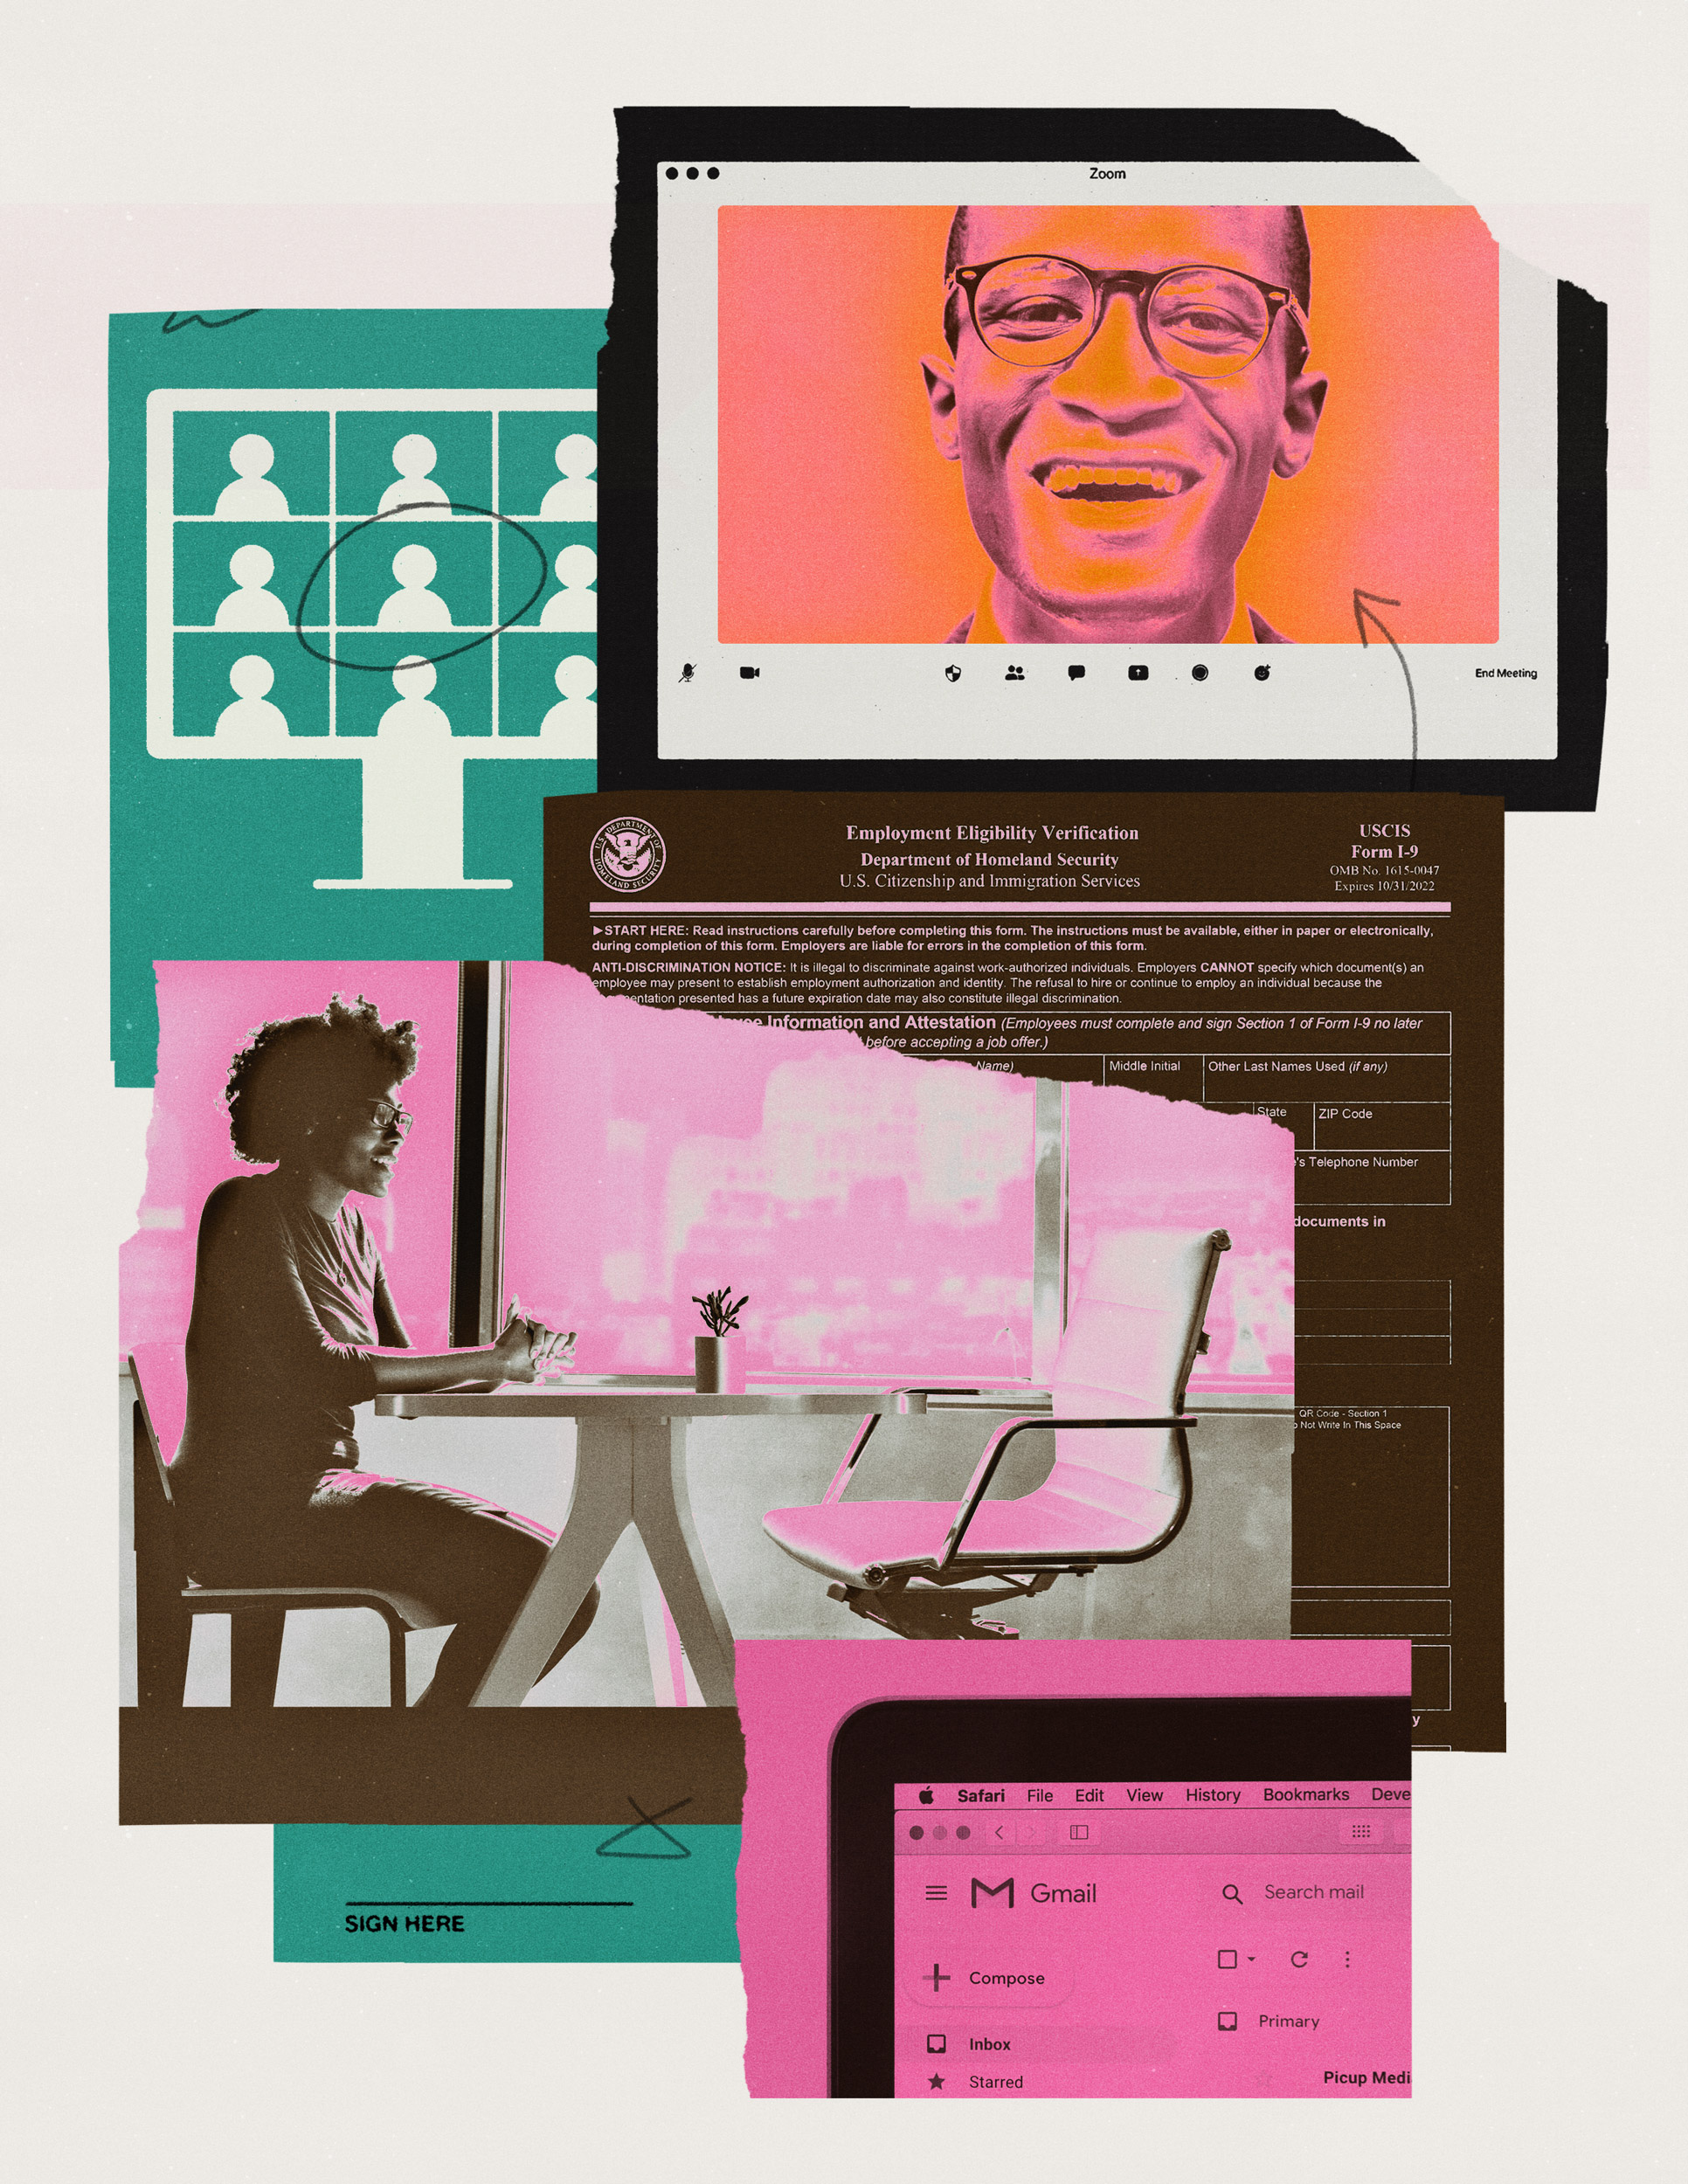 Zoom
End Meeting
U.S. DEPARTMENT OF HOMELAND SECURITY
Employment Eligibility Verification
Department of Homeland Security
U.S. Citizenship and Immigration Services
USCIS
Form I-9
OMB No. 1615-0047
Expires 10/31/2022
►START HERE: Read instructions carefully before completing this form. The instructions must be available, either in paper or electronically,
during completion of this form. Employers are liable for errors in the completion of this form.
ANTI-DISCRIMINATION NOTICE: It is illegal to discriminate against work-authorized individuals. Employers CANNOT specify which document(s) an
employee may present to establish employment authorization and identity. The refusal to hire or continue to employ an individual because the
presented has a future expiration date may also constitute illegal discrimination.
Information and Attestation (Employees must complete and sign Section 1 of Form I-9 no later
before accepting a job offer.)
Name)
Middle Initial
Other Last Names Used (if any)
State
ZIP Code
's Telephone Number
documents in
QR Code - Section 1
Not Write In This Space
y
Safari File Edit View History Bookmarks Deve
Gmail
Search mail
Compose
Primary
Inbox
Picup Medi
Starred
SIGN HERE